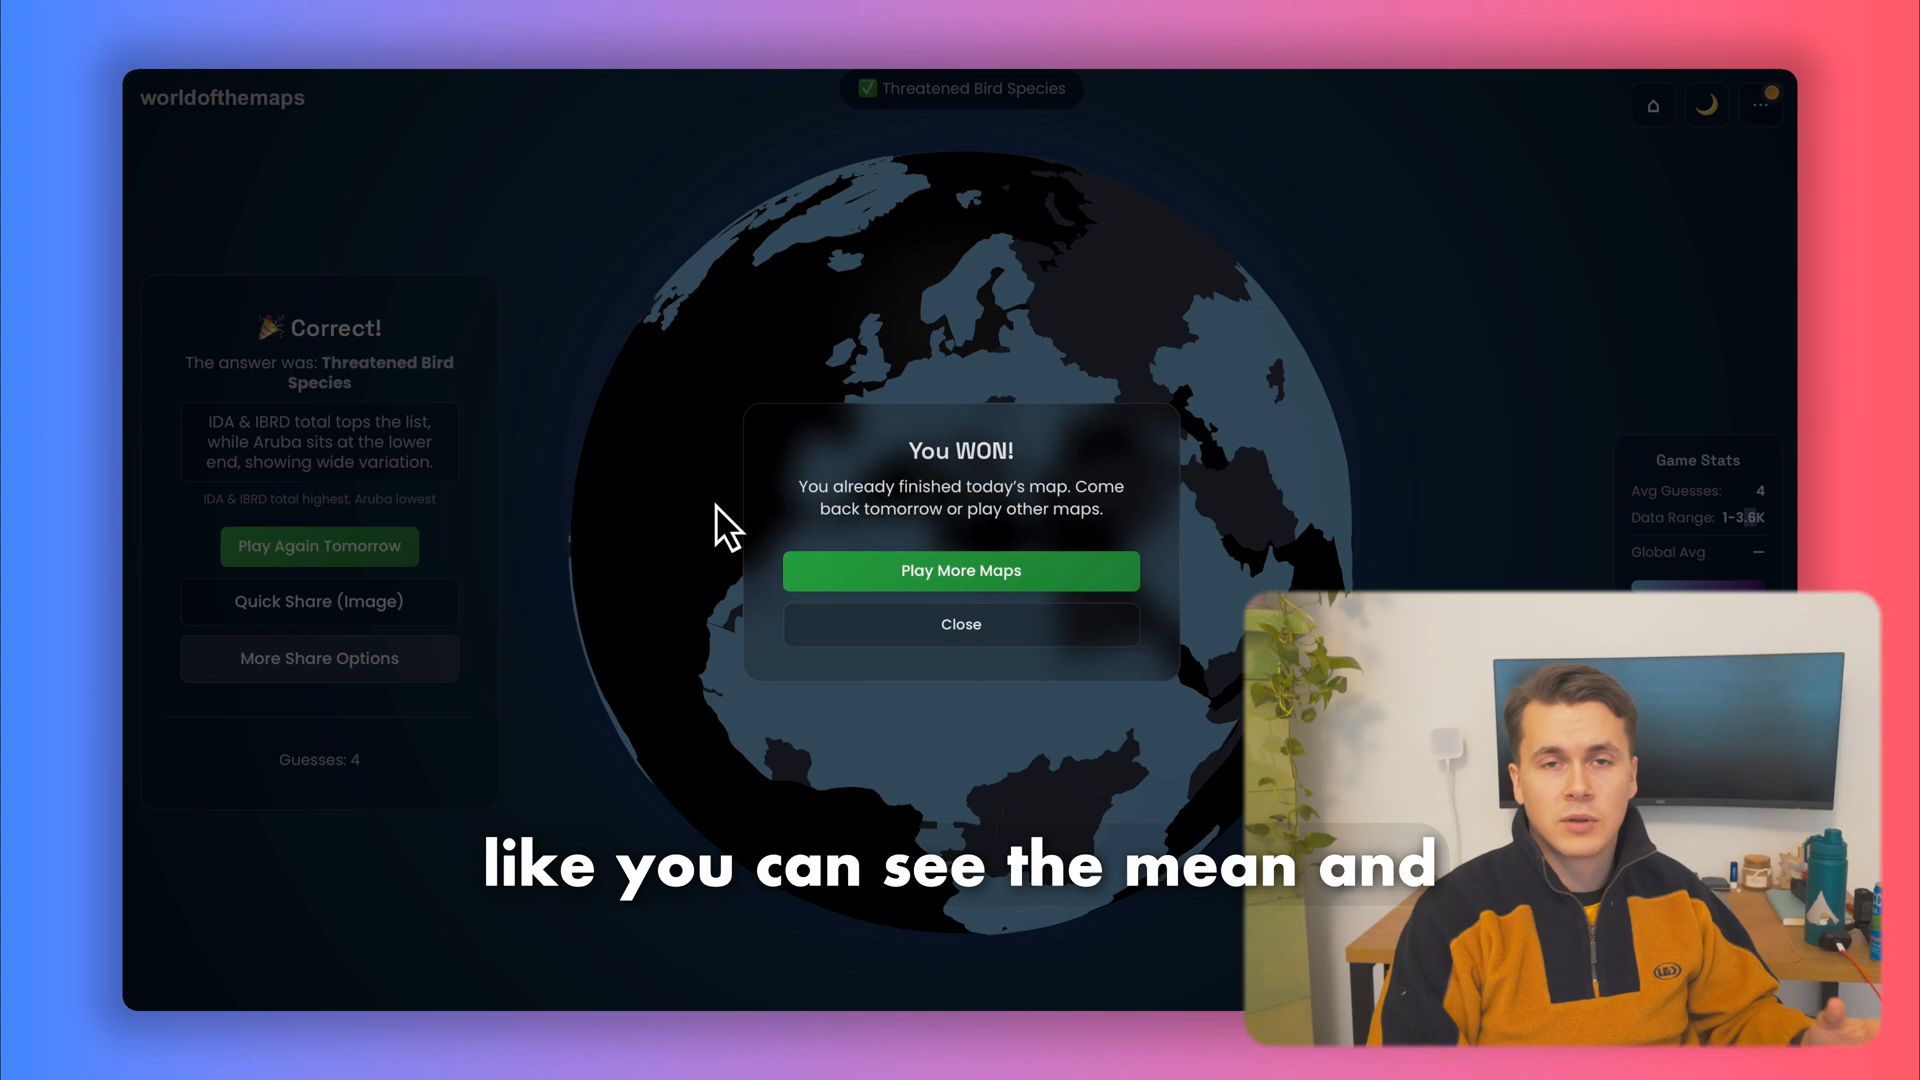 worldofthemaps
✅ Threatened Bird Species
🎉 Correct!
The answer was: Threatened Bird
Species
IDA & IBRD total tops the list,
while Aruba sits at the lower
end, showing wide variation.
IDA & IBRD total highest, Aruba lowest
Play Again Tomorrow
Quick Share (Image)
More Share Options
Guesses: 4
You WON!
You already finished today's map. Come
back tomorrow or play other maps.
Play More Maps
Close
Game Stats
Avg Guesses: 4
Data Range: 1-3.6K
Global Avg —
like you can see the mean and